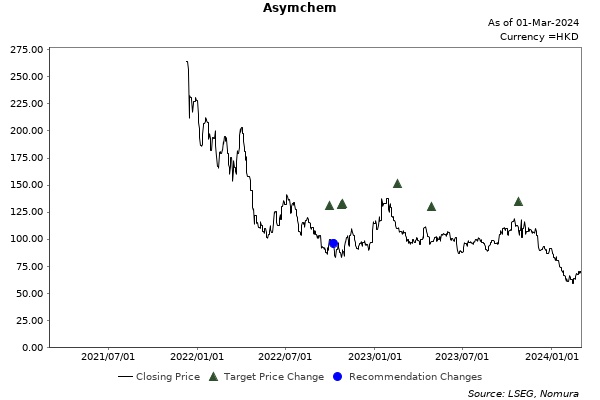 Asymchem
As of 01-Mar-2024
Currency =HKD
275.00
250.00
225.00
200.00
175.00
150.00
125.00
100.00
75.00
50.00
25.00
0.00
2021/07/01 2022/01/01 2022/07/01 2023/01/01 2023/07/01 2024/01/01
Closing Price Target Price Change Recommendation Changes
Source: LSEG, Nomura